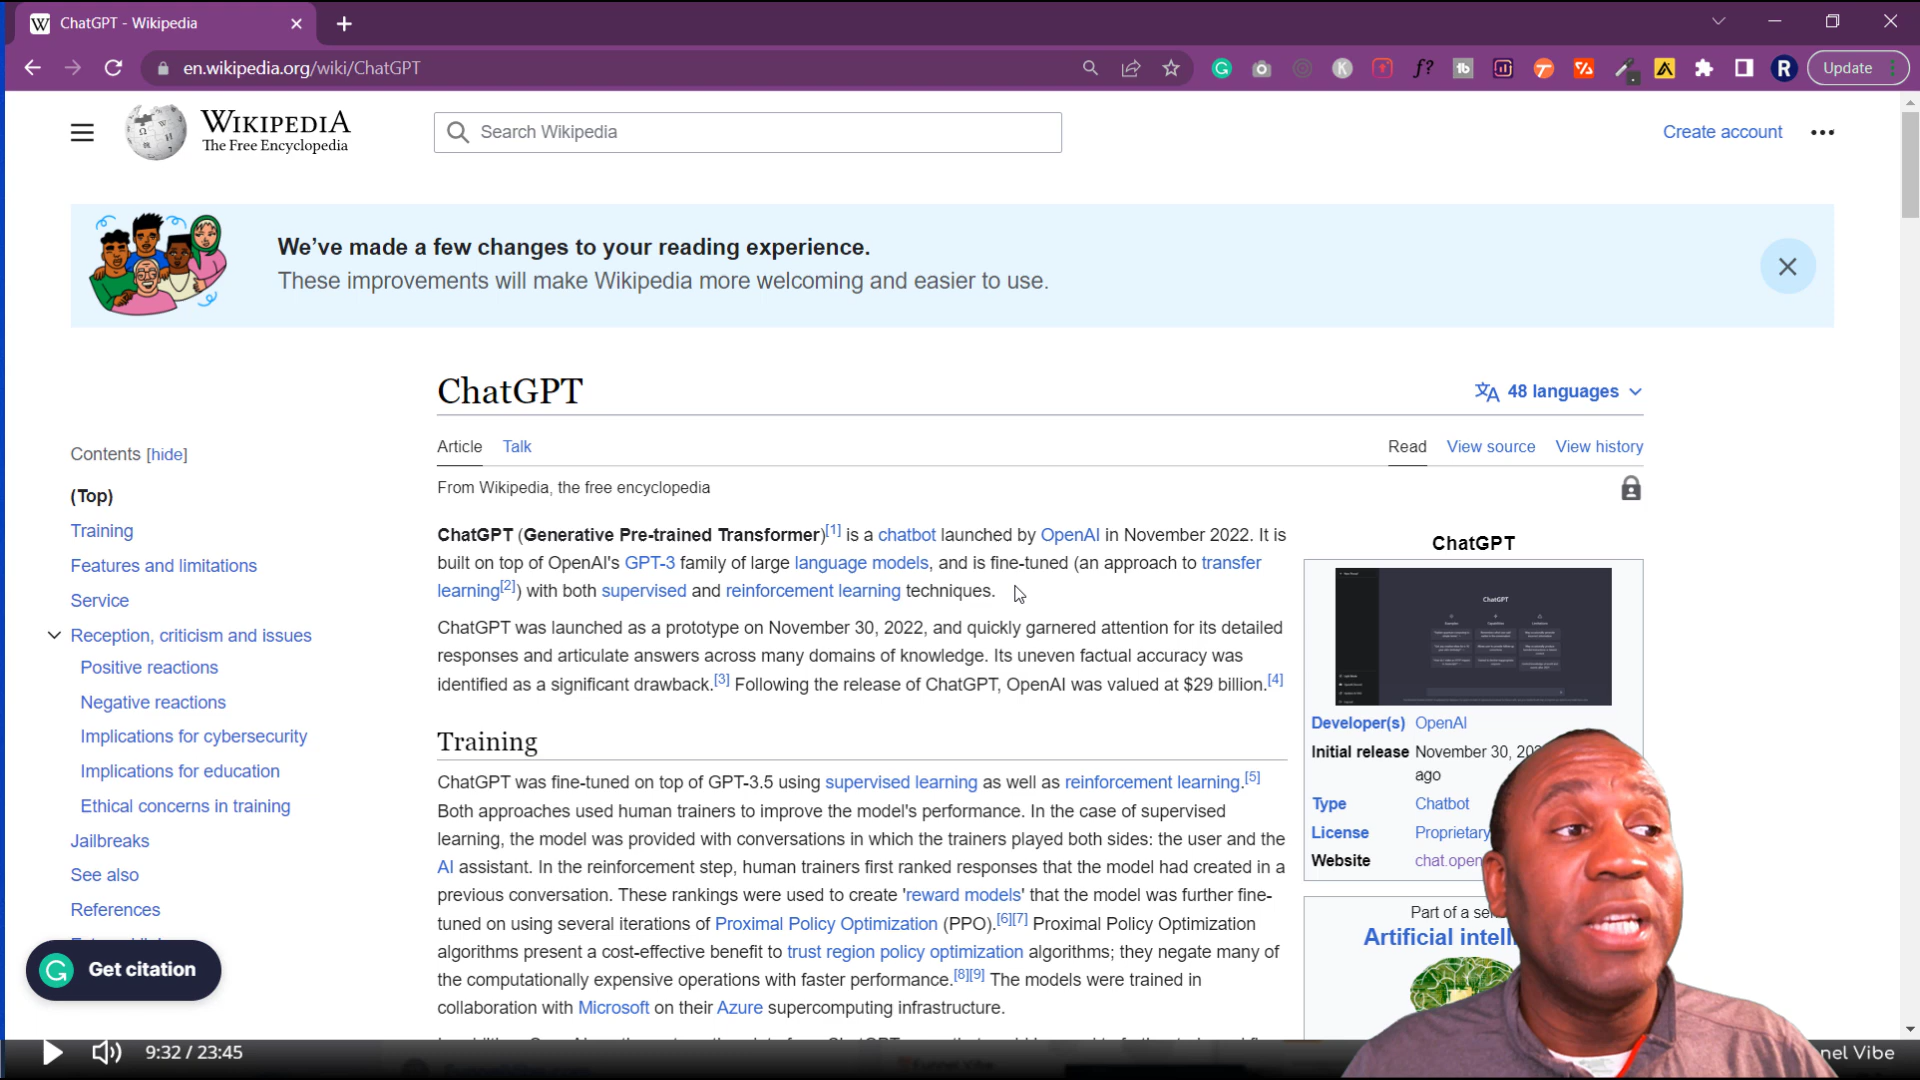 ChatGPT - Wikipedia
en.wikipedia.org/wiki/ChatGPT
Update
WIKIPEDIA
The Free Encyclopedia
Search Wikipedia
Create account
We've made a few changes to your reading experience.
These improvements will make Wikipedia more welcoming and easier to use.
ChatGPT
48 languages
Article Talk
Read View source View history
From Wikipedia, the free encyclopedia
Contents [hide]
(Top)
Training
Features and limitations
Service
Reception, criticism and issues
Positive reactions
Negative reactions
Implications for cybersecurity
Implications for education
Ethical concerns in training
Jailbreaks
See also
References
Get citation
ChatGPT (Generative Pre-trained Transformer)[1] is a chatbot launched by OpenAI in November 2022. It is
built on top of OpenAI's GPT-3 family of large language models, and is fine-tuned (an approach to transfer
learning[2]) with both supervised and reinforcement learning techniques.
ChatGPT was launched as a prototype on November 30, 2022, and quickly garnered attention for its detailed
responses and articulate answers across many domains of knowledge. Its uneven factual accuracy was
identified as a significant drawback.[3] Following the release of ChatGPT, OpenAI was valued at $29 billion.[4]
Training
ChatGPT was fine-tuned on top of GPT-3.5 using supervised learning as well as reinforcement learning.[5]
Both approaches used human trainers to improve the model's performance. In the case of supervised
learning, the model was provided with conversations in which the trainers played both sides: the user and the
AI assistant. In the reinforcement step, human trainers first ranked responses that the model had created in a
previous conversation. These rankings were used to create 'reward models' that the model was further fine-
tuned on using several iterations of Proximal Policy Optimization (PPO).[6][7] Proximal Policy Optimization
algorithms present a cost-effective benefit to trust region policy optimization algorithms; they negate many of
the computationally expensive operations with faster performance.[8][9] The models were trained in
collaboration with Microsoft on their Azure supercomputing infrastructure.
ChatGPT
ChatGPT
Developer(s) OpenAI
Initial release November 30, 202
ago
Type Chatbot
License Proprietary
Website chat.open
Part of a se
Artificial intell
9:32 / 23:45
nel Vibe